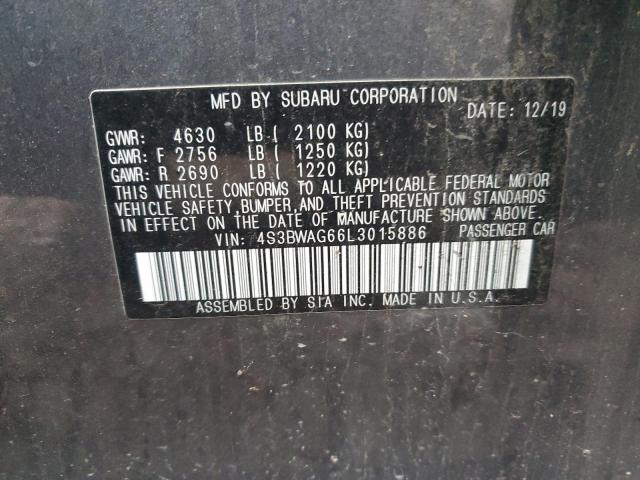 MFD BY SUBARU CORPORATION DATE: 12/19
GVWR: 4630 LB ( 2100 KG)
GAWR: F 2756 LB ( 1250 KG)
GAWR: R 2690 LB ( 1220 KG)
THIS VEHICLE CONFORMS TO ALL APPLICABLE FEDERAL MOTOR
VEHICLE SAFETY, BUMPER, AND THEFT PREVENTION STANDARDS
IN EFFECT ON THE DATE OF MANUFACTURE SHOWN ABOVE.
VIN: 4S3BWAG66L3015886 PASSENGER CAR
ASSEMBLED BY SIA INC. MADE IN U.S.A.